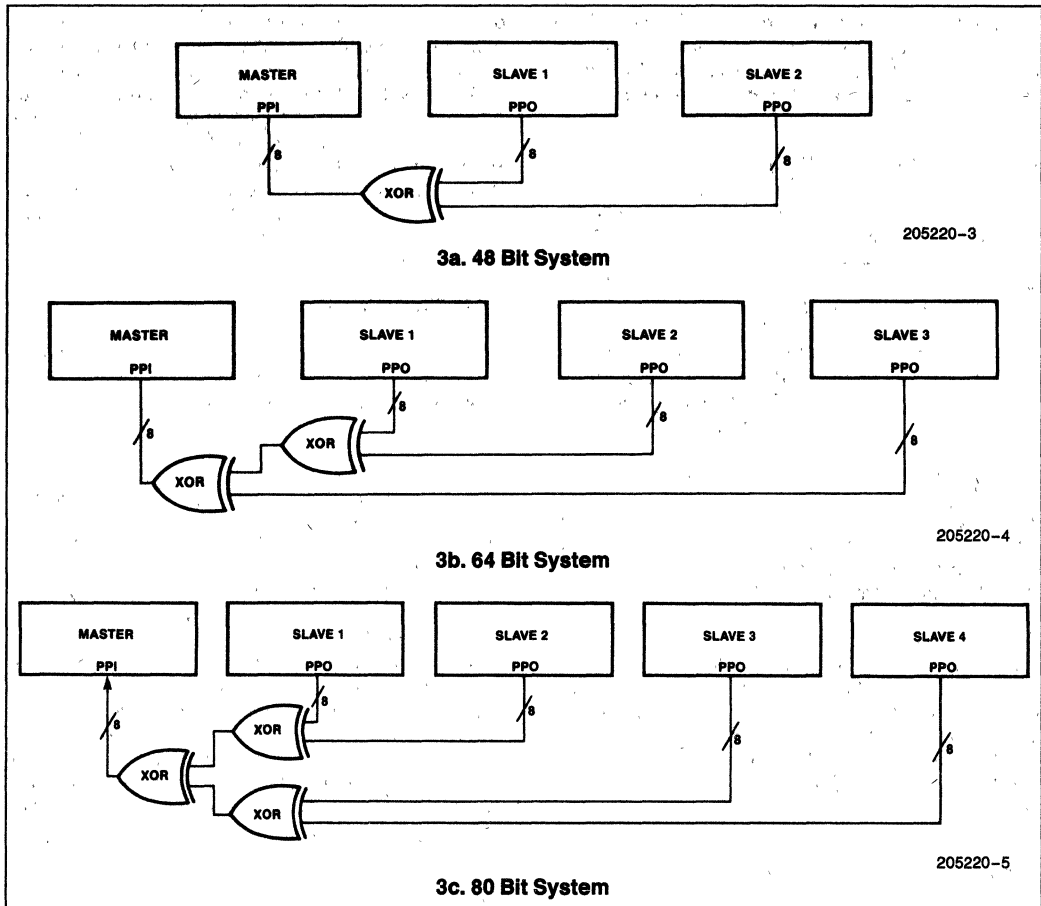 MASTER SLAVE 1 SLAVE 2
PPI PPO PPO
8 8 8
XOR
205220-3
3a. 48 Bit System
MASTER SLAVE 1 SLAVE 2 SLAVE 3
PPI PPO PPO PPO
8 8 8
XOR
8
XOR
205220-4
3b. 64 Bit System
MASTER SLAVE 1 SLAVE 2 SLAVE 3 SLAVE 4
PPI PPO PPO PPO PPO
8 8
8 XOR 8 8
XOR
XOR
205220-5
3c. 80 Bit System